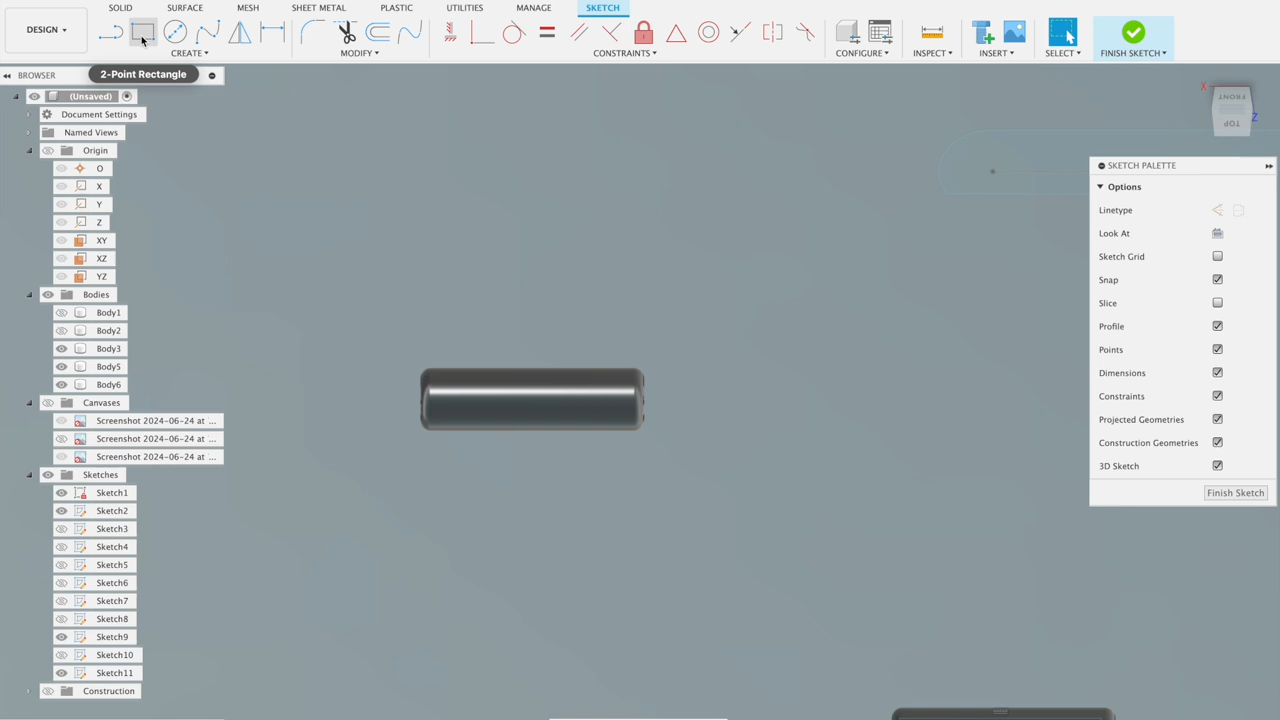 SOLID SURFACE MESH SHEET METAL PLASTIC UTILITIES MANAGE SKETCH
DESIGN
CREATE MODIFY CONSTRAINTS CONFIGURE INSPECT INSERT SELECT FINISH SKETCH
BROWSER
2-Point Rectangle
(Unsaved)
Document Settings
Named Views
Origin
O
X
Y
Z
XY
XZ
YZ
Bodies
Body1
Body2
Body3
Body5
Body6
Canvases
Screenshot 2024-06-24 at ...
Screenshot 2024-06-24 at ...
Screenshot 2024-06-24 at ...
Sketches
Sketch1
Sketch2
Sketch3
Sketch4
Sketch5
Sketch6
Sketch7
Sketch8
Sketch9
Sketch10
Sketch11
Construction
X
FRONT
Z
TOP
SKETCH PALETTE
Options
Linetype
Look At
Sketch Grid
Snap
Slice
Profile
Points
Dimensions
Constraints
Projected Geometries
Construction Geometries
3D Sketch
Finish Sketch